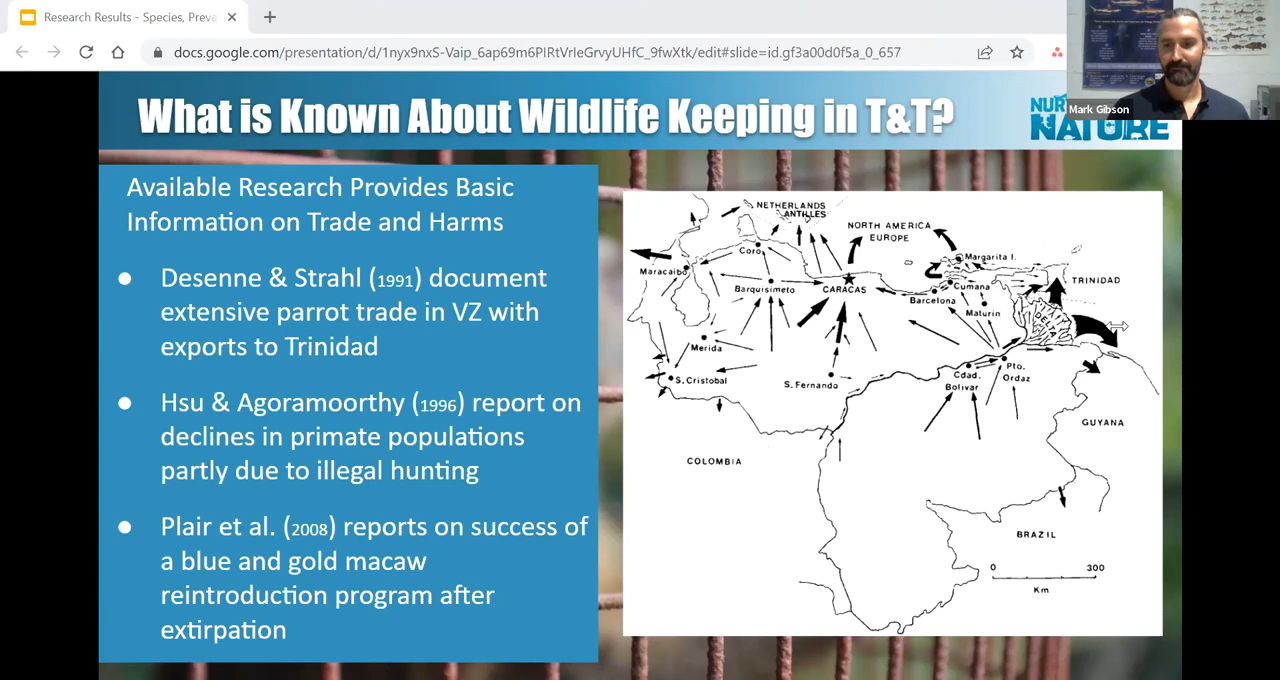 Research Results - Species, Preva
docs.google.com/presentation/d/1nyx9nxS-Vaip_6ap69m6PIRtVrIeGrvyUHfC_9fwXtk/edit#slide=id.gf3a00d0f5a_0_657
Mark Gibson
What is Known About Wildlife Keeping in T&T?
NUR
NATURE
Available Research Provides Basic
Information on Trade and Harms
● Desenne & Strahl (1991) document
extensive parrot trade in VZ with
exports to Trinidad
● Hsu & Agoramoorthy (1996) report on
declines in primate populations
partly due to illegal hunting
● Plair et al. (2008) reports on success of
a blue and gold macaw
reintroduction program after
extirpation
NETHERLANDS
ANTILLES
NORTH AMERICA
EUROPE
Coro
Margarita I.
Maracaibo
TRINIDAD
Barquisimeto
CARACAS
Cumana
Barcelona
Maturin
DELTA
Merida
S. Cristobal
S. Fernando
Cdad.
Bolivar
Pto.
Ordaz
GUYANA
COLOMBIA
BRAZIL
0 300
Km